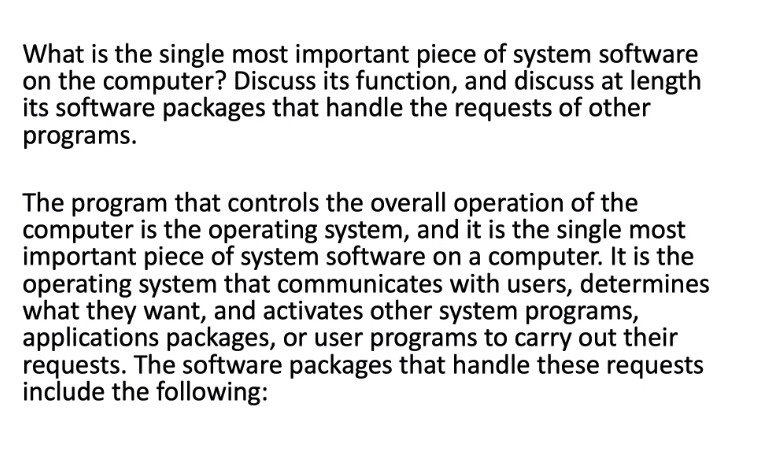 What is the single most important piece of system software
on the computer? Discuss its function, and discuss at length
its software packages that handle the requests of other
programs.
The program that controls the overall operation of the
computer is the operating system, and it is the single most
important piece of system software on a computer. It is the
operating system that communicates with users, determines
what they want, and activates other system programs,
applications packages, or user programs to carry out their
requests. The software packages that handle these requests
include the following: